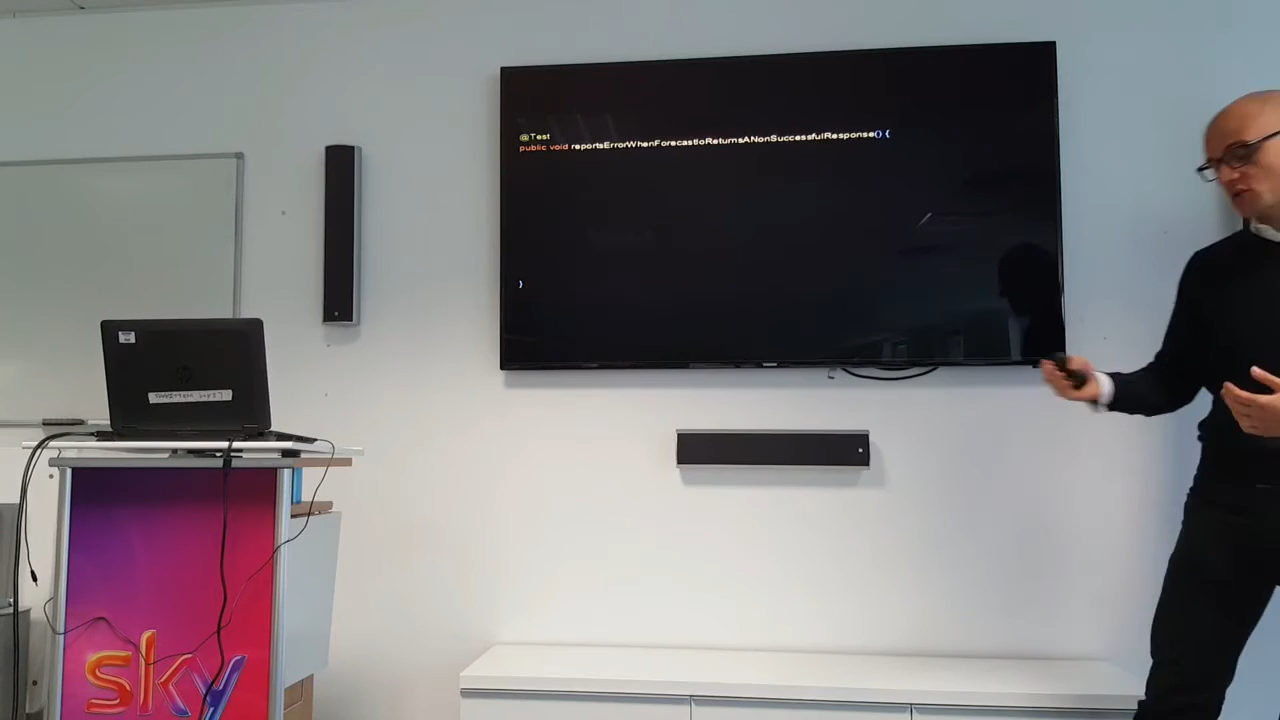 @Test
public void reportsErrorWhenForecastIoReturnsANonSuccessfulResponse() {
}
sky